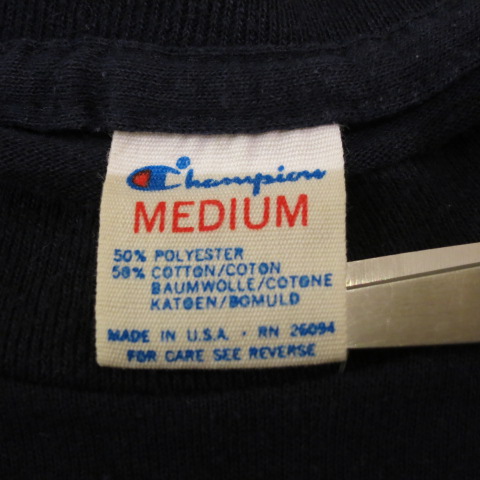 Champion
MEDIUM
50% POLYESTER
50% COTTON/COTON
BAUMWOLLE/COTONE
KATOEN/BOMULD
MADE IN U.S.A. · RN 26094
FOR CARE SEE REVERSE